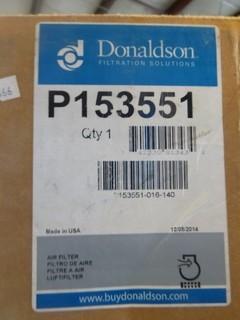 Donaldson.
FILTRATION SOLUTIONS
P153551
Qty 1
P153551-016-140
Made in USA
12/05/2014
AIR FILTER
FILTRO DE AIRE
FILTRE A AIR
LUFTFILTER
www.buydonaldson.com